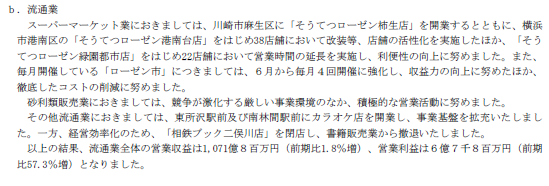 b．流通業
スーパーマーケット業におきましては、川崎市麻生区に「そうてつローゼン柿生店」を開業するとともに、横浜
市港南区の「そうてつローゼン港南台店」をはじめ38店舗において改装等、店舗の活性化を実施したほか、「そう
てつローゼン緑園都市店」をはじめ22店舗において営業時間の延長を実施し、利便性の向上に努めました。また、
毎月開催している「ローゼン市」につきましては、６月から毎月４回開催に強化し、収益力の向上に努めたほか、
徹底したコストの削減に努めました。
砂利類販売業におきましては、競争が激化する厳しい事業環境のなか、積極的な営業活動に努めました。
その他流通業におきましては、東所沢駅前及び南林間駅前にカラオケ店を開業し、事業基盤を拡充いたしまし
た。一方、経営効率化のため、「相鉄ブック二俣川店」を閉店し、書籍販売業から撤退いたしました。
以上の結果、流通業全体の営業収益は1,071億８百万円（前期比1.8％増）、営業利益は６億７千８百万円（前期
比57.3％増）となりました。